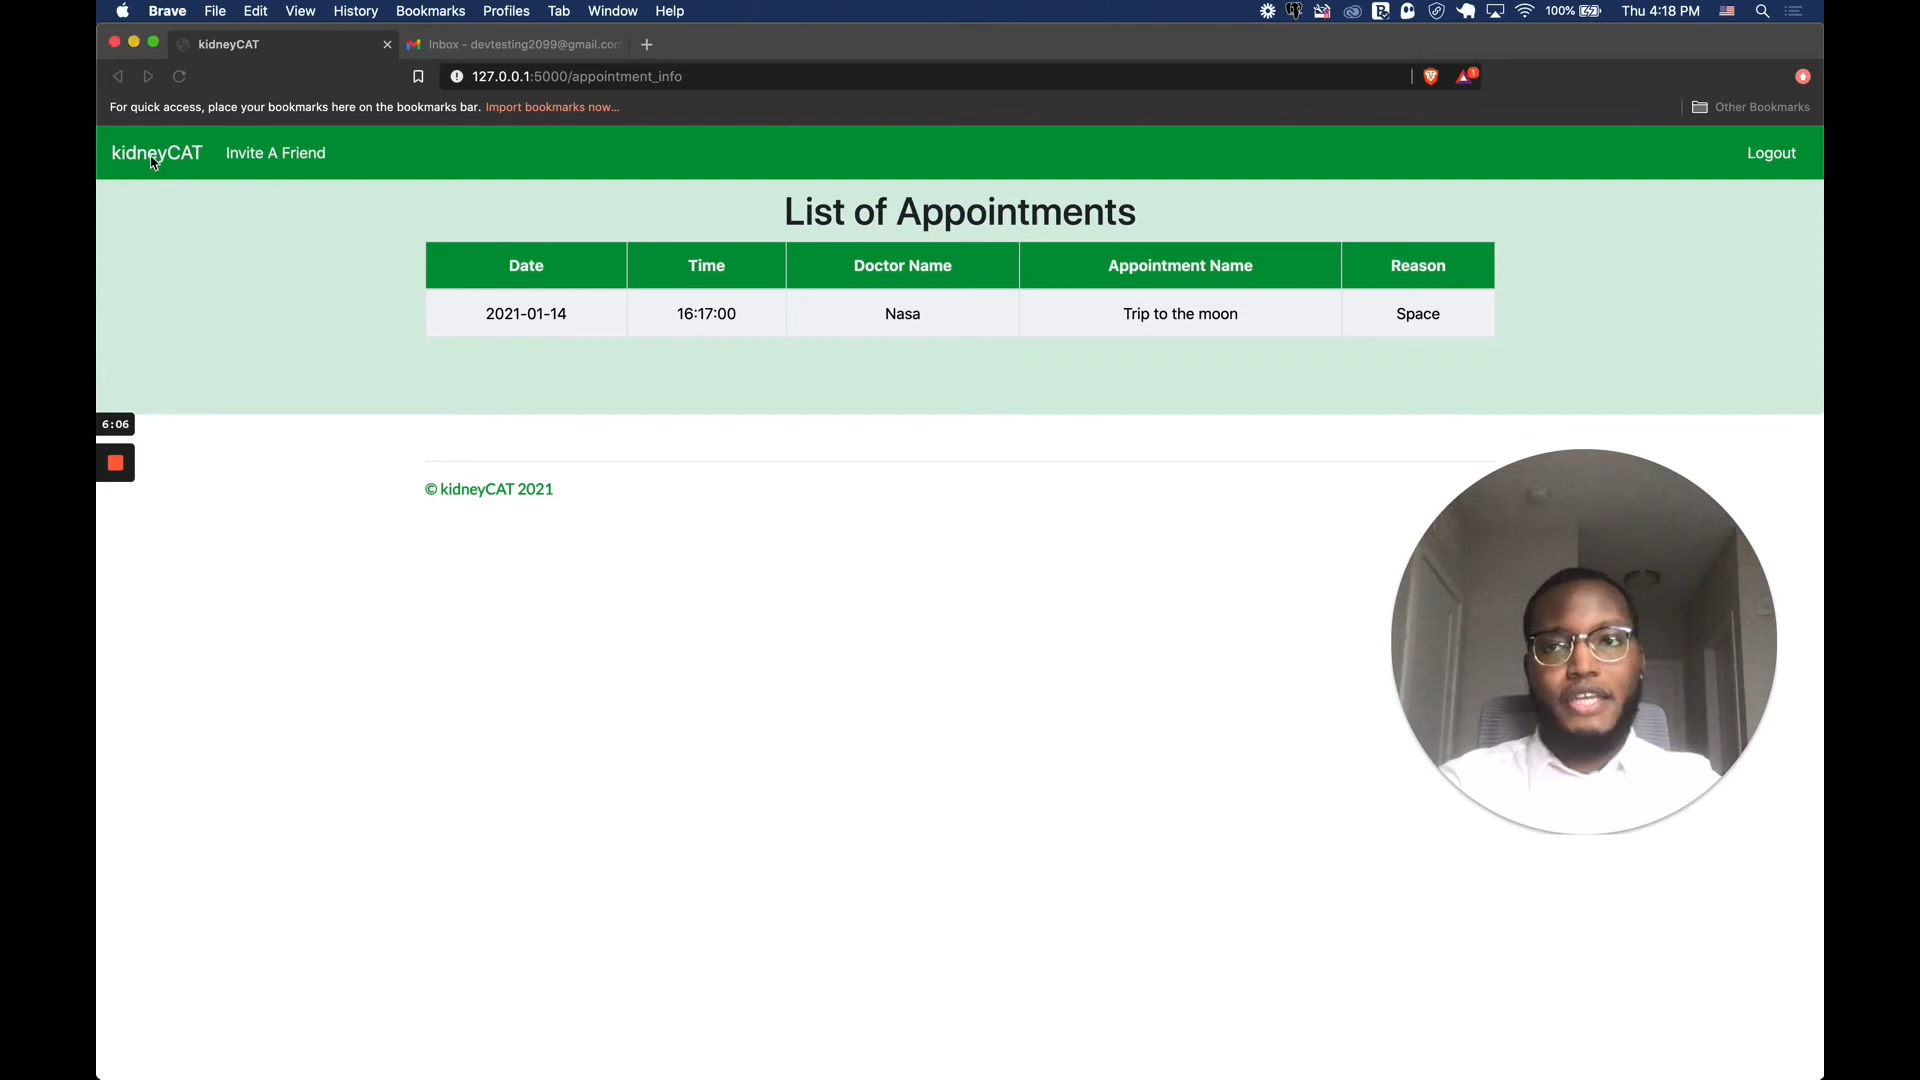 Brave File Edit View History Bookmarks Profiles Tab Window Help 100% Thu 4:18 PM
kidneyCAT Inbox - devtesting2099@gmail.com
127.0.0.1:5000/appointment_info 1
For quick access, place your bookmarks here on the bookmarks bar. Import bookmarks now... Other Bookmarks
kidneyCAT Invite A Friend Logout
List of Appointments
Date Time Doctor Name Appointment Name Reason
2021-01-14 16:17:00 Nasa Trip to the moon Space
6:06
© kidneyCAT 2021